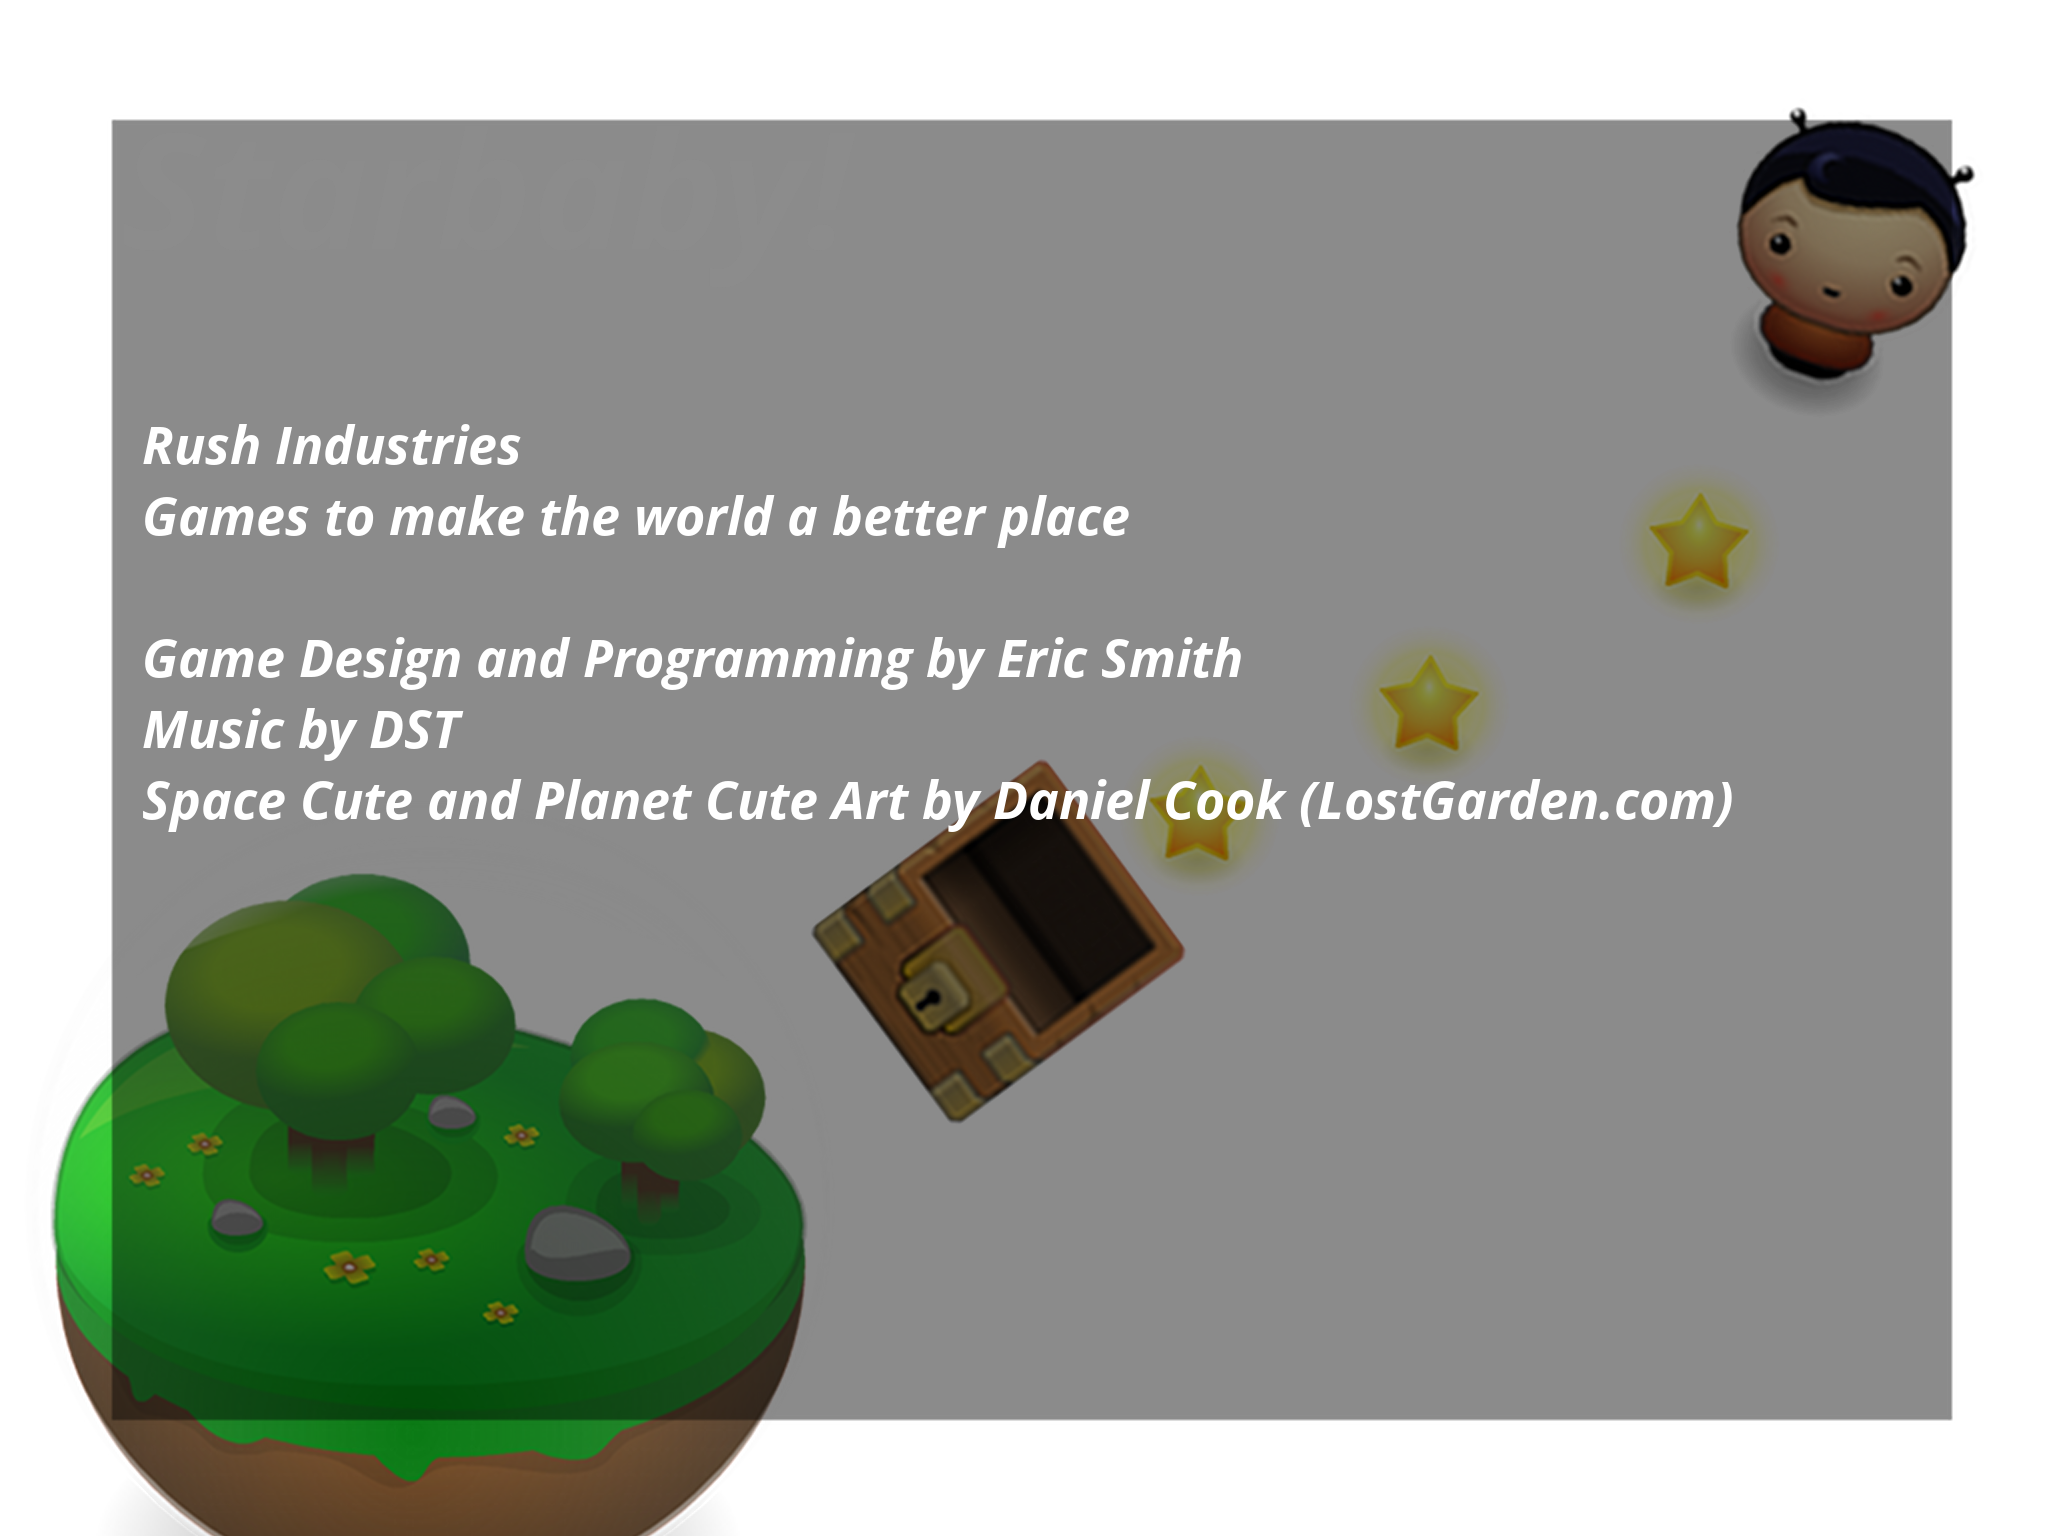 Rush Industries
Games to make the world a better place
Game Design and Programming by Eric Smith
Music by DST
Space Cute and Planet Cute Art by Daniel Cook (LostGarden.com)